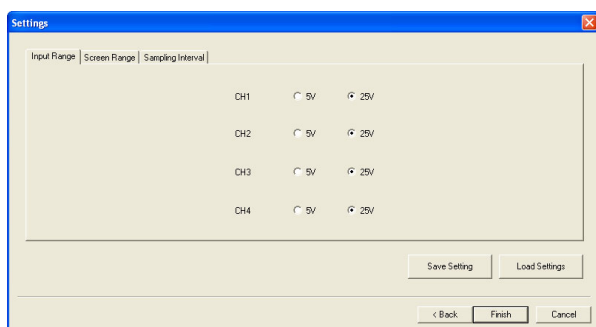 Settings
Input Range Screen Range Sampling Interval
CH1 5V 25V
CH2 5V 25V
CH3 5V 25V
CH4 5V 25V
Save Setting Load Settings
< Back Finish Cancel